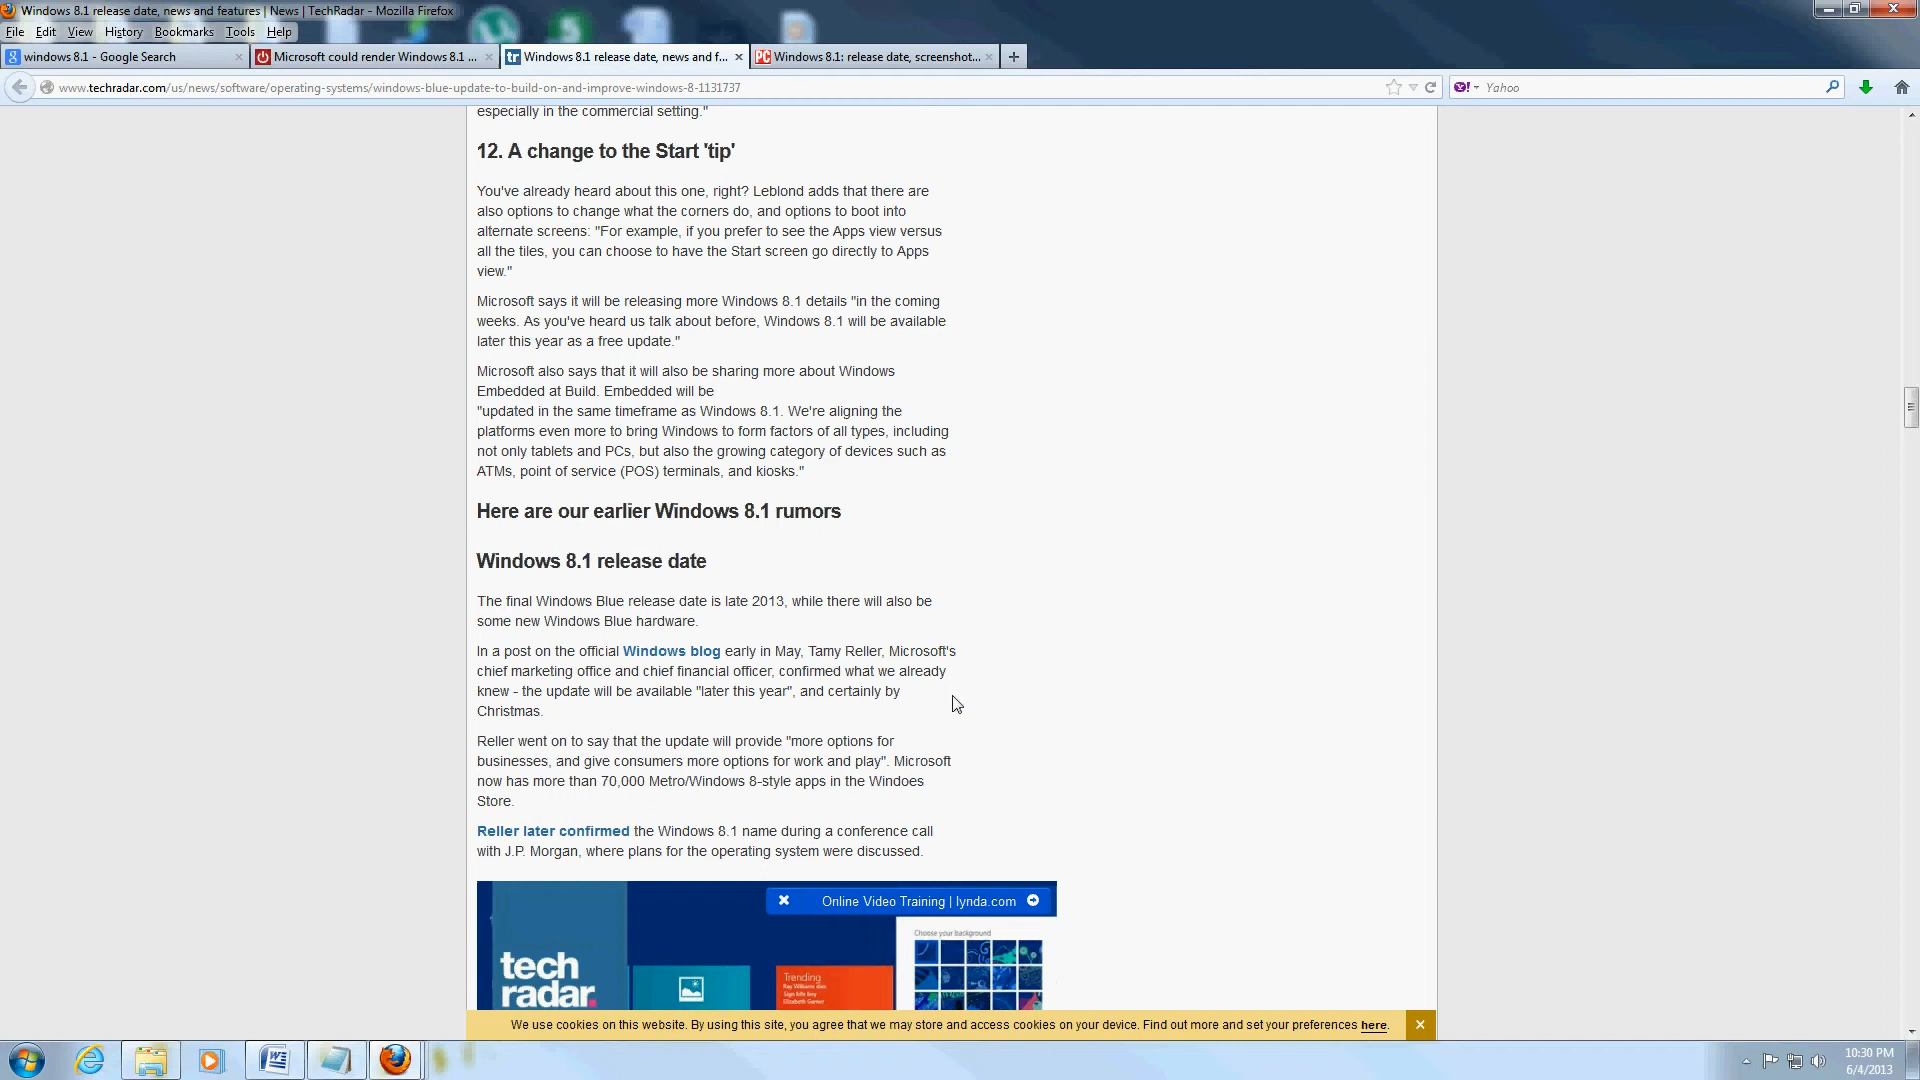 Windows 8.1 release date, news and features | News | TechRadar - Mozilla Firefox
File Edit View History Bookmarks Tools Help
windows 8.1 - Google Search
Microsoft could render Windows 8.1 ...
tr Windows 8.1 release date, news and f...
PC Windows 8.1: release date, screenshot...
www.techradar.com/us/news/software/operating-systems/windows-blue-update-to-build-on-and-improve-windows-8-1131737
Yahoo
especially in the commercial setting."
12. A change to the Start 'tip'
You've already heard about this one, right? Leblond adds that there are
also options to change what the corners do, and options to boot into
alternate screens: "For example, if you prefer to see the Apps view versus
all the tiles, you can choose to have the Start screen go directly to Apps
view."
Microsoft says it will be releasing more Windows 8.1 details "in the coming
weeks. As you've heard us talk about before, Windows 8.1 will be available
later this year as a free update."
Microsoft also says that it will also be sharing more about Windows
Embedded at Build. Embedded will be
"updated in the same timeframe as Windows 8.1. We're aligning the
platforms even more to bring Windows to form factors of all types, including
not only tablets and PCs, but also the growing category of devices such as
ATMs, point of service (POS) terminals, and kiosks."
Here are our earlier Windows 8.1 rumors
Windows 8.1 release date
The final Windows Blue release date is late 2013, while there will also be
some new Windows Blue hardware.
In a post on the official Windows blog early in May, Tamy Reller, Microsoft's
chief marketing office and chief financial officer, confirmed what we already
knew - the update will be available "later this year", and certainly by
Christmas.
Reller went on to say that the update will provide "more options for
businesses, and give consumers more options for work and play". Microsoft
now has more than 70,000 Metro/Windows 8-style apps in the Windoes
Store.
Reller later confirmed the Windows 8.1 name during a conference call
with J.P. Morgan, where plans for the operating system were discussed.
Online Video Training | lynda.com
Choose your background
tech
radar.
Trending
Ray Williams dies
Sign fells boy
Elizabeth Garner
We use cookies on this website. By using this site, you agree that we may store and access cookies on your device. Find out more and set your preferences here.
10:30 PM
6/4/2013